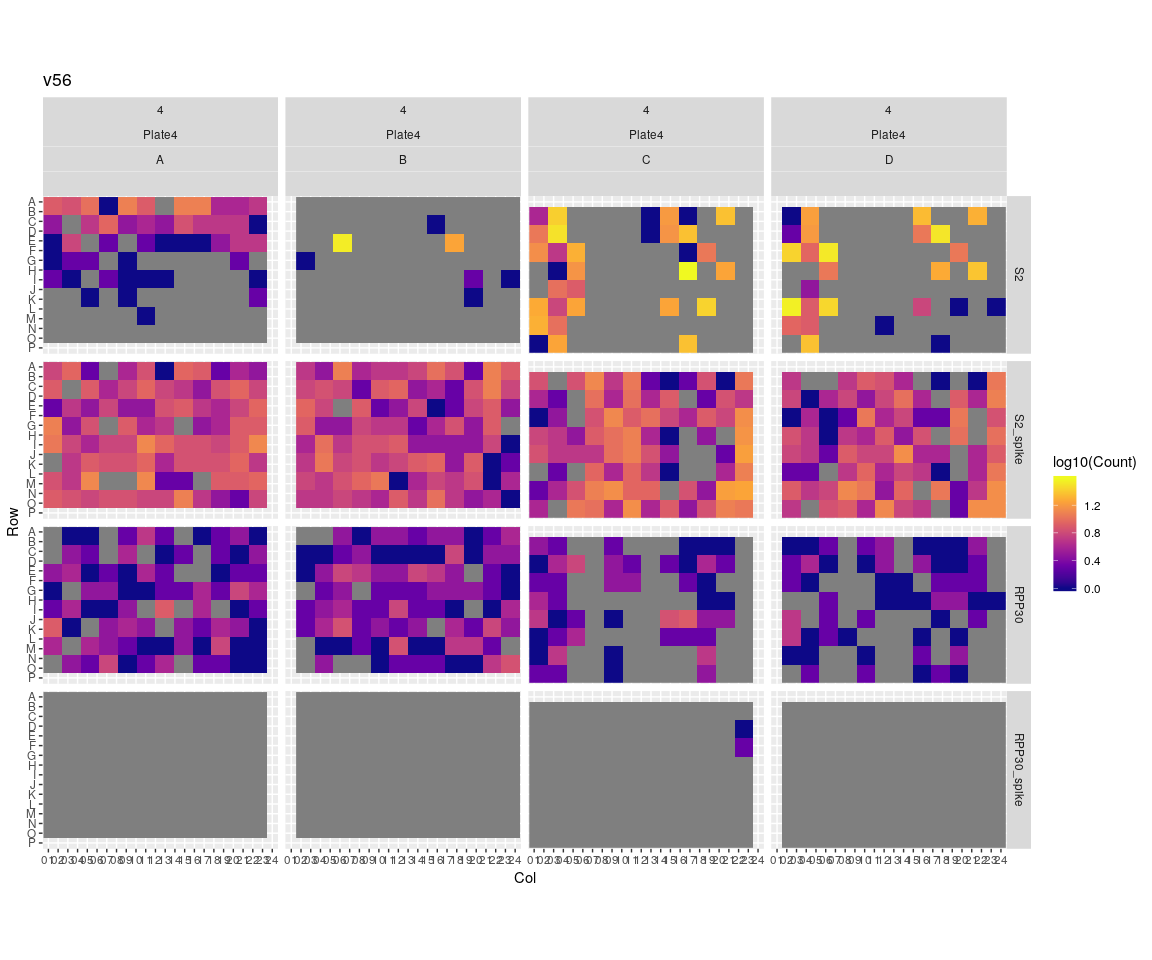 v56
4 4 4 4
Plate4 Plate4 Plate4 Plate4
A B C D
S2
A
B
C
D
E
F
G
H
I
J
K
L
M
N
O
P
S2_spike
A
B
C
D
E
F
G
H
J
K
L
M
N
O
P
RPP30
A
B
C
D
E
F
G
H
I
J
K
L
M
N
O
P
RPP30_spike
A
B
C
D
E
F
G
H
I
J
K
L
M
N
O
P
Row
Col
log10(Count)
1.2
0.8
0.4
0.0